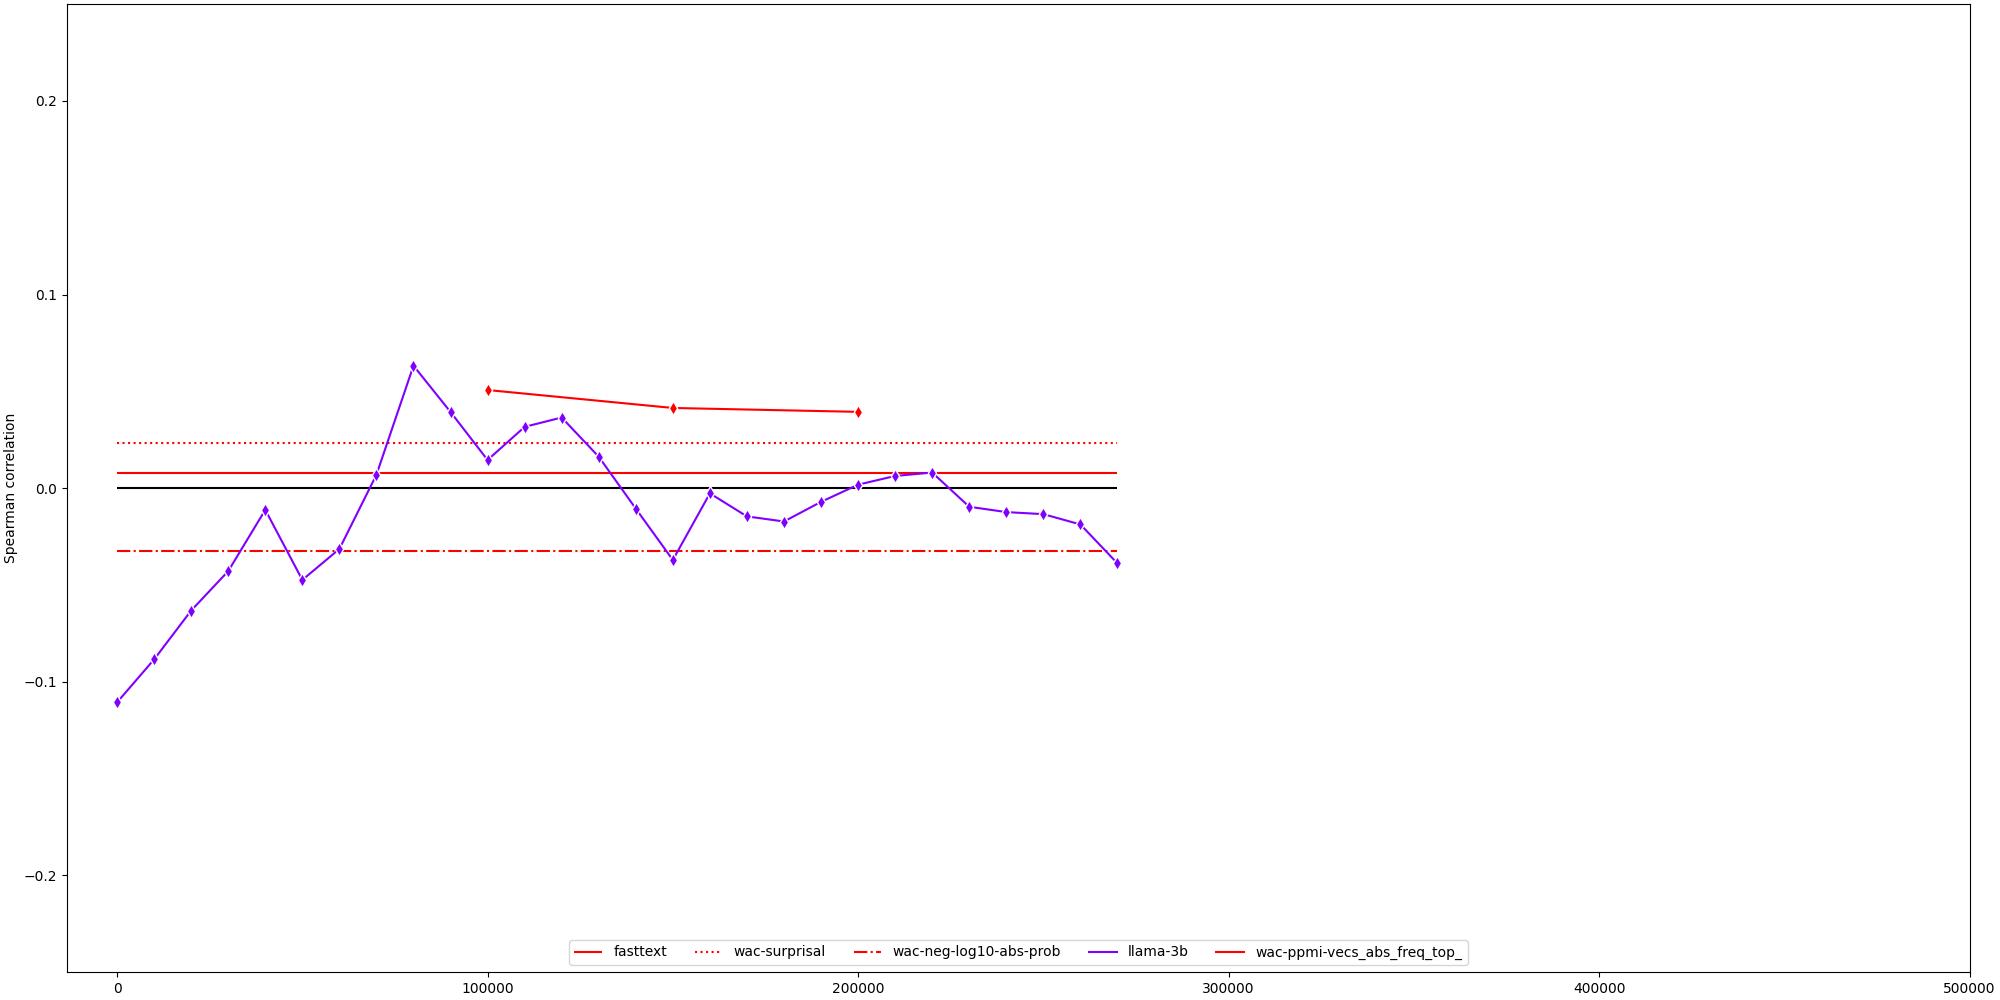 Spearman correlation
0.2
0.1
0.0
−0.1
−0.2
fasttext wac-surprisal wac-neg-log10-abs-prob llama-3b wac-ppmi-vecs_abs_freq_top_
0 100000 200000 300000 400000 500000